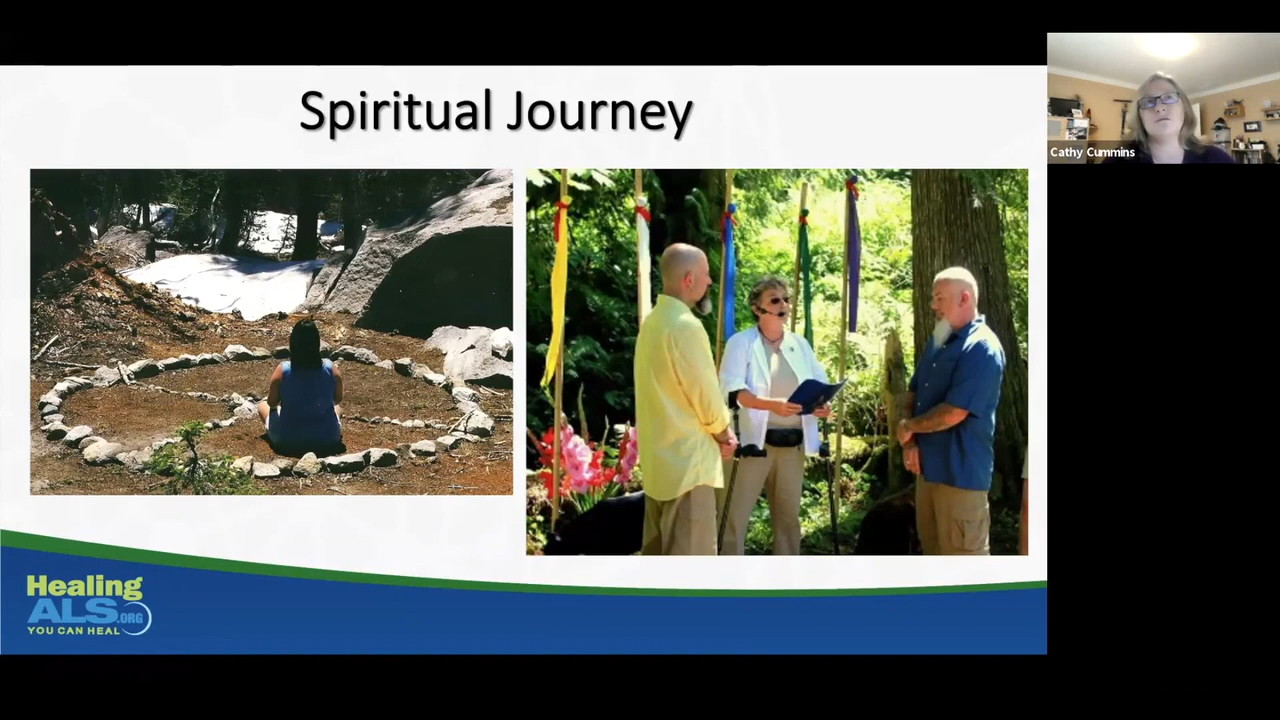 Spiritual Journey
Cathy Cummins
Healing
ALS.ORG
YOU CAN HEAL